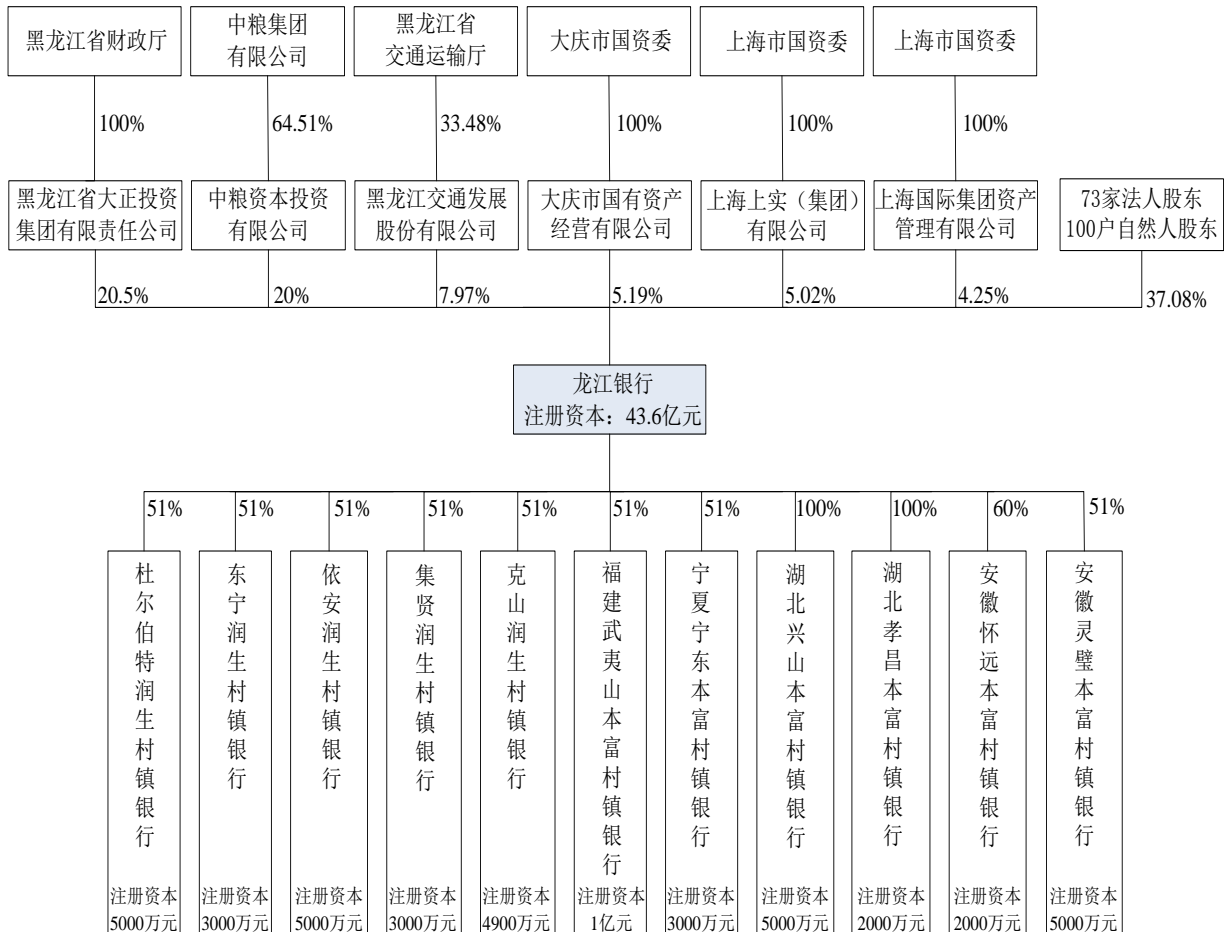 黑龙江省财政厅
中粮集团
有限公司
黑龙江省
交通运输厅
大庆市国资委
上海市国资委
上海市国资委
100%
64.51%
33.48%
100%
100%
100%
黑龙江省大正投资
集团有限责任公司
中粮资本投资
有限公司
黑龙江交通发展
股份有限公司
大庆市国有资产
经营有限公司
上海上实（集团）
有限公司
上海国际集团资产
管理有限公司
73家法人股东
100户自然人股东
20.5%
20%
7.97%
5.19%
5.02%
4.25%
37.08%
龙江银行
注册资本：43.6亿元
51%
51%
51%
51%
51%
51%
51%
100%
100%
60%
51%
杜尔伯特润生村镇银行
注册资本
5000万元
东宁润生村镇银行
注册资本
3000万元
依安润生村镇银行
注册资本
5000万元
集贤润生村镇银行
注册资本
3000万元
克山润生村镇银行
注册资本
4900万元
福建武夷山本富村镇银行
注册资本
1亿元
宁夏宁东本富村镇银行
注册资本
3000万元
湖北兴山本富村镇银行
注册资本
5000万元
湖北孝昌本富村镇银行
注册资本
2000万元
安徽怀远本富村镇银行
注册资本
2000万元
安徽灵璧本富村镇银行
注册资本
5000万元